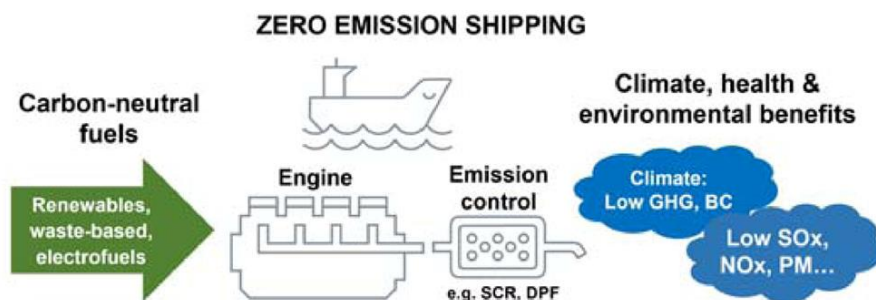 ZERO EMISSION SHIPPING
Carbon-neutral
fuels
Renewables,
waste-based,
electrofuels
Engine
Emission
control
e.g. SCR, DPF
Climate, health &
environmental benefits
Climate:
Low GHG, BC
Low SOx,
NOx, PM...